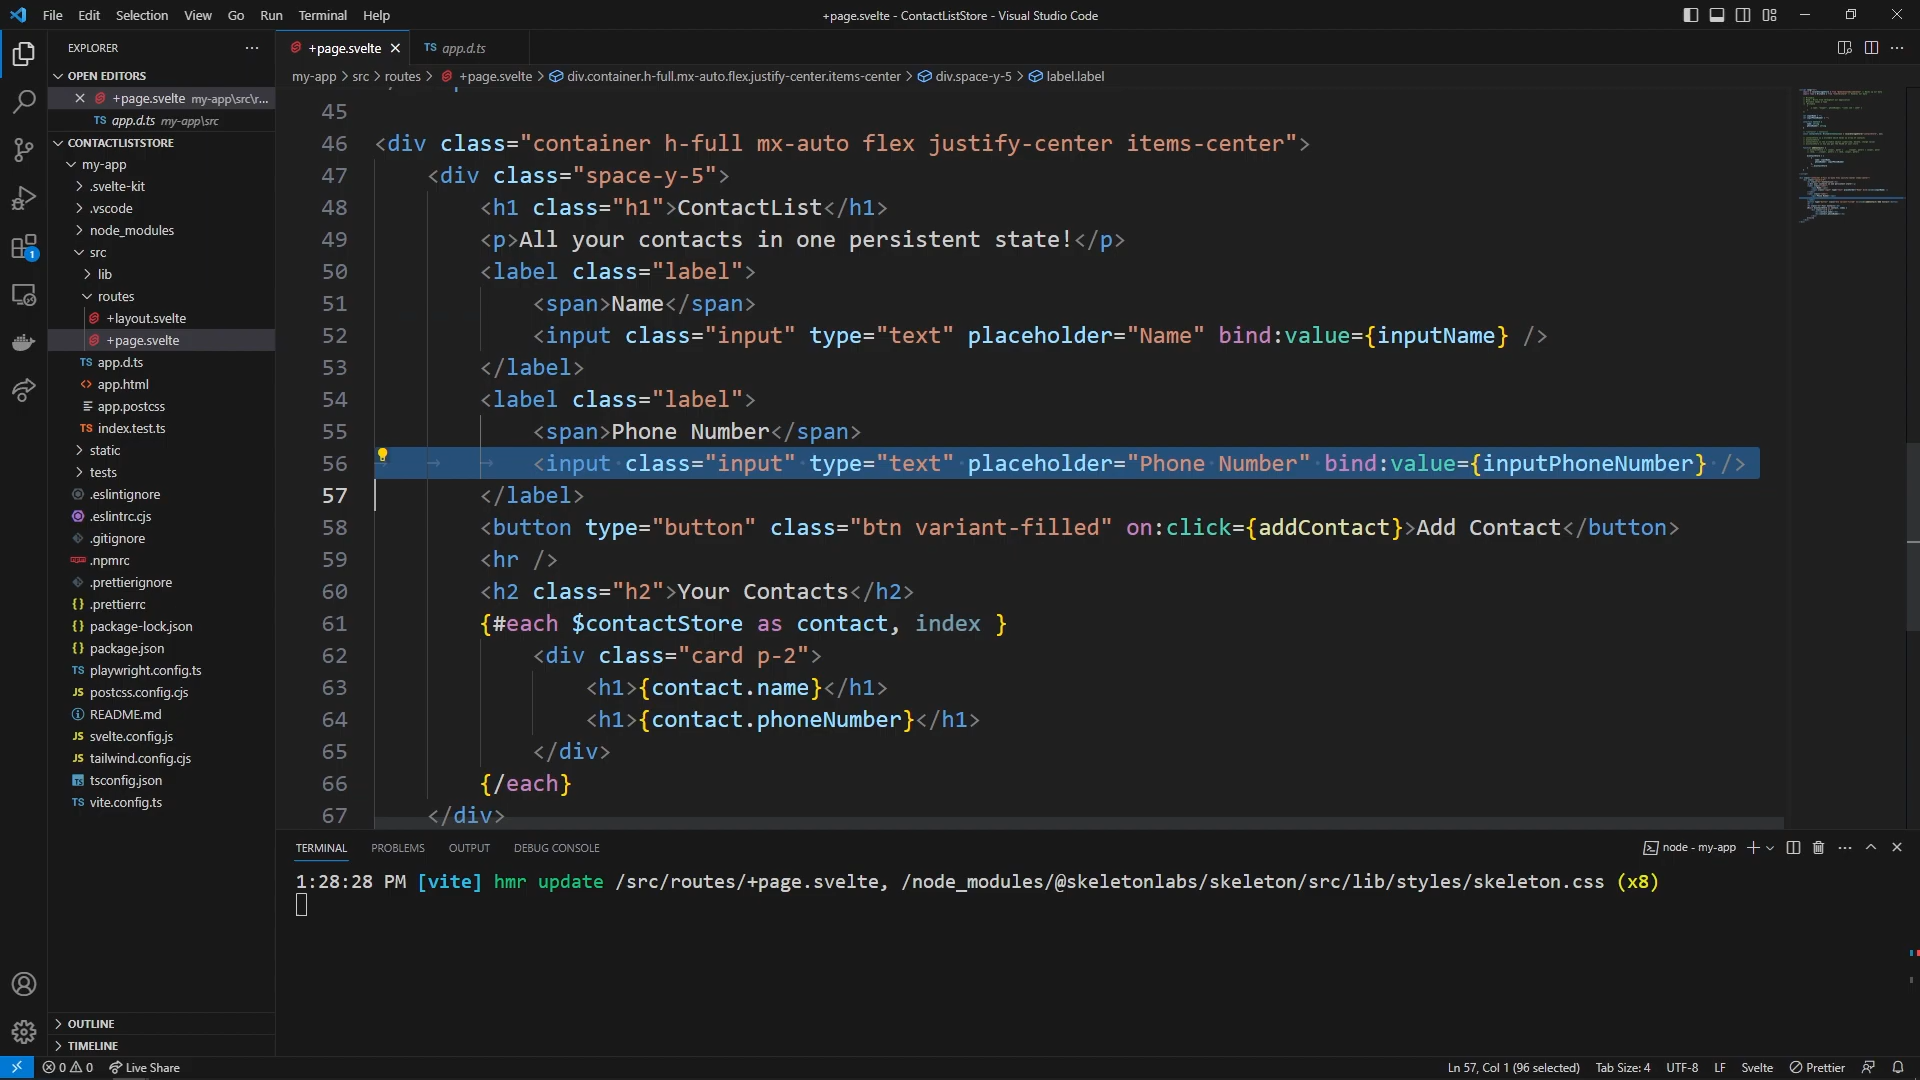 File Edit Selection View Go Run Terminal Help
+page.svelte - ContactListStore - Visual Studio Code
EXPLORER
OPEN EDITORS
+page.svelte my-app\src\r...
app.d.ts my-app\src
CONTACTLISTSTORE
my-app
.svelte-kit
.vscode
node_modules
src
lib
routes
+layout.svelte
+page.svelte
TS app.d.ts
app.html
app.postcss
TS index.test.ts
static
tests
.eslintignore
.eslintrc.cjs
.gitignore
.npmrc
.prettierignore
.prettierrc
package-lock.json
package.json
TS playwright.config.ts
JS postcss.config.cjs
README.md
JS svelte.config.js
JS tailwind.config.cjs
tsconfig.json
TS vite.config.ts
OUTLINE
TIMELINE
+page.svelte
TS app.d.ts
my-app > src > routes > +page.svelte > div.container.h-full.mx-auto.flex.justify-center.items-center > div.space-y-5 > label.label
45
46 <div class="container h-full mx-auto flex justify-center items-center">
47 <div class="space-y-5">
48 <h1 class="h1">ContactList</h1>
49 <p>All your contacts in one persistent state!</p>
50 <label class="label">
51 <span>Name</span>
52 <input class="input" type="text" placeholder="Name" bind:value={inputName} />
53 </label>
54 <label class="label">
55 <span>Phone Number</span>
56 <input class="input" type="text" placeholder="Phone Number" bind:value={inputPhoneNumber} />
57 </label>
58 <button type="button" class="btn variant-filled" on:click={addContact}>Add Contact</button>
59 <hr />
60 <h2 class="h2">Your Contacts</h2>
61 {#each $contactStore as contact, index }
62 <div class="card p-2">
63 <h1>{contact.name}</h1>
64 <h1>{contact.phoneNumber}</h1>
65 </div>
66 {/each}
67 </div>
TERMINAL PROBLEMS OUTPUT DEBUG CONSOLE
node - my-app
1:28:28 PM [vite] hmr update /src/routes/+page.svelte, /node_modules/@skeletonlabs/skeleton/src/lib/styles/skeleton.css (x8)
0 0 Live Share
Ln 57, Col 1 (96 selected) Tab Size: 4 UTF-8 LF Svelte Prettier